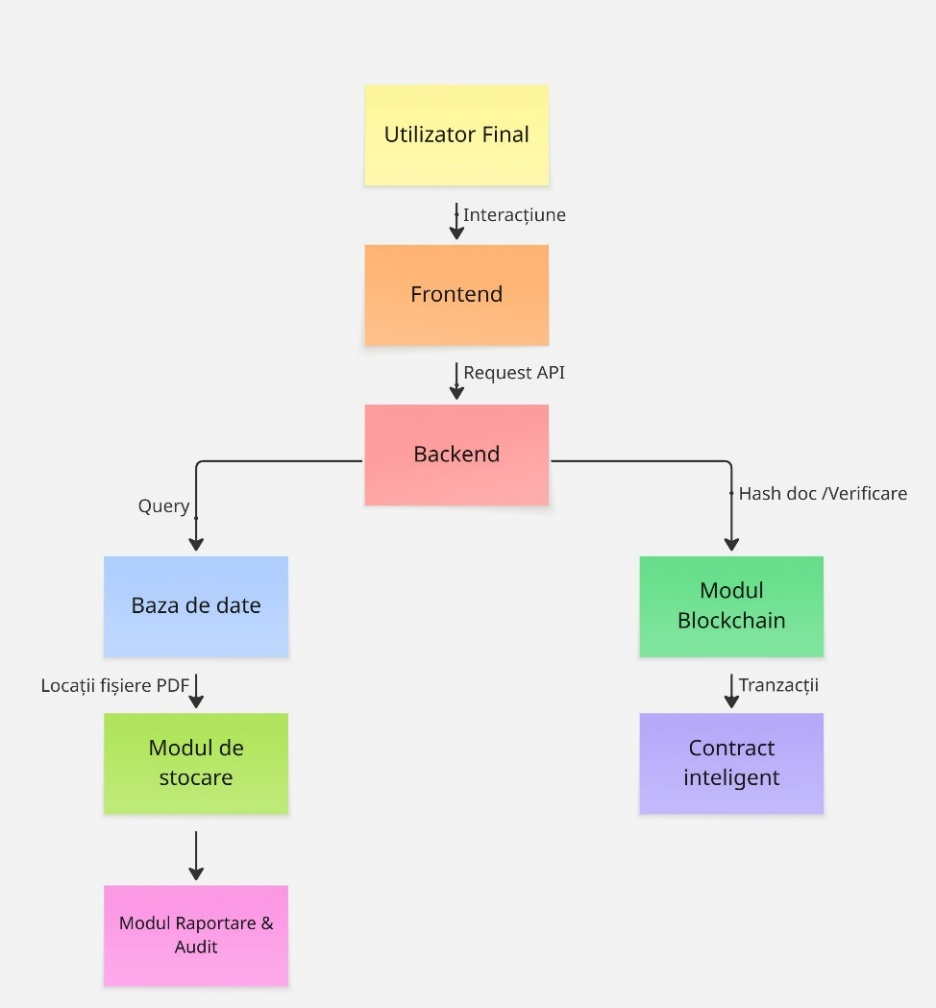 Utilizator Final
Interacțiune
Frontend
Request API
Backend
Query
Hash doc /Verificare
Baza de date
Modul
Blockchain
Locații fișiere PDF
Tranzacții
Modul de
stocare
Contract
inteligent
Modul Raportare &
Audit